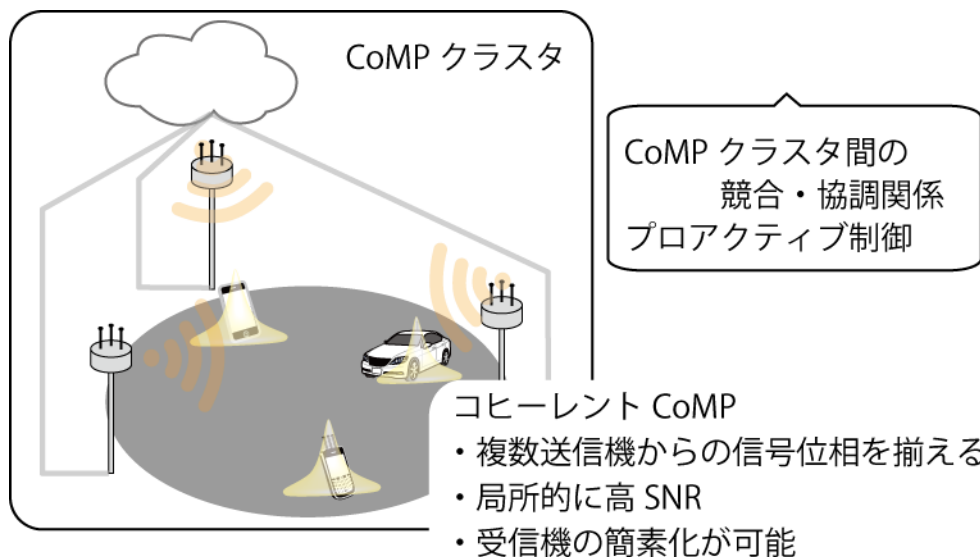 CoMP クラスタ
CoMP クラスタ間の
競合・協調関係
プロアクティブ制御
コヒーレント CoMP
・複数送信機からの信号位相を揃える
・局所的に高 SNR
・受信機の簡素化が可能